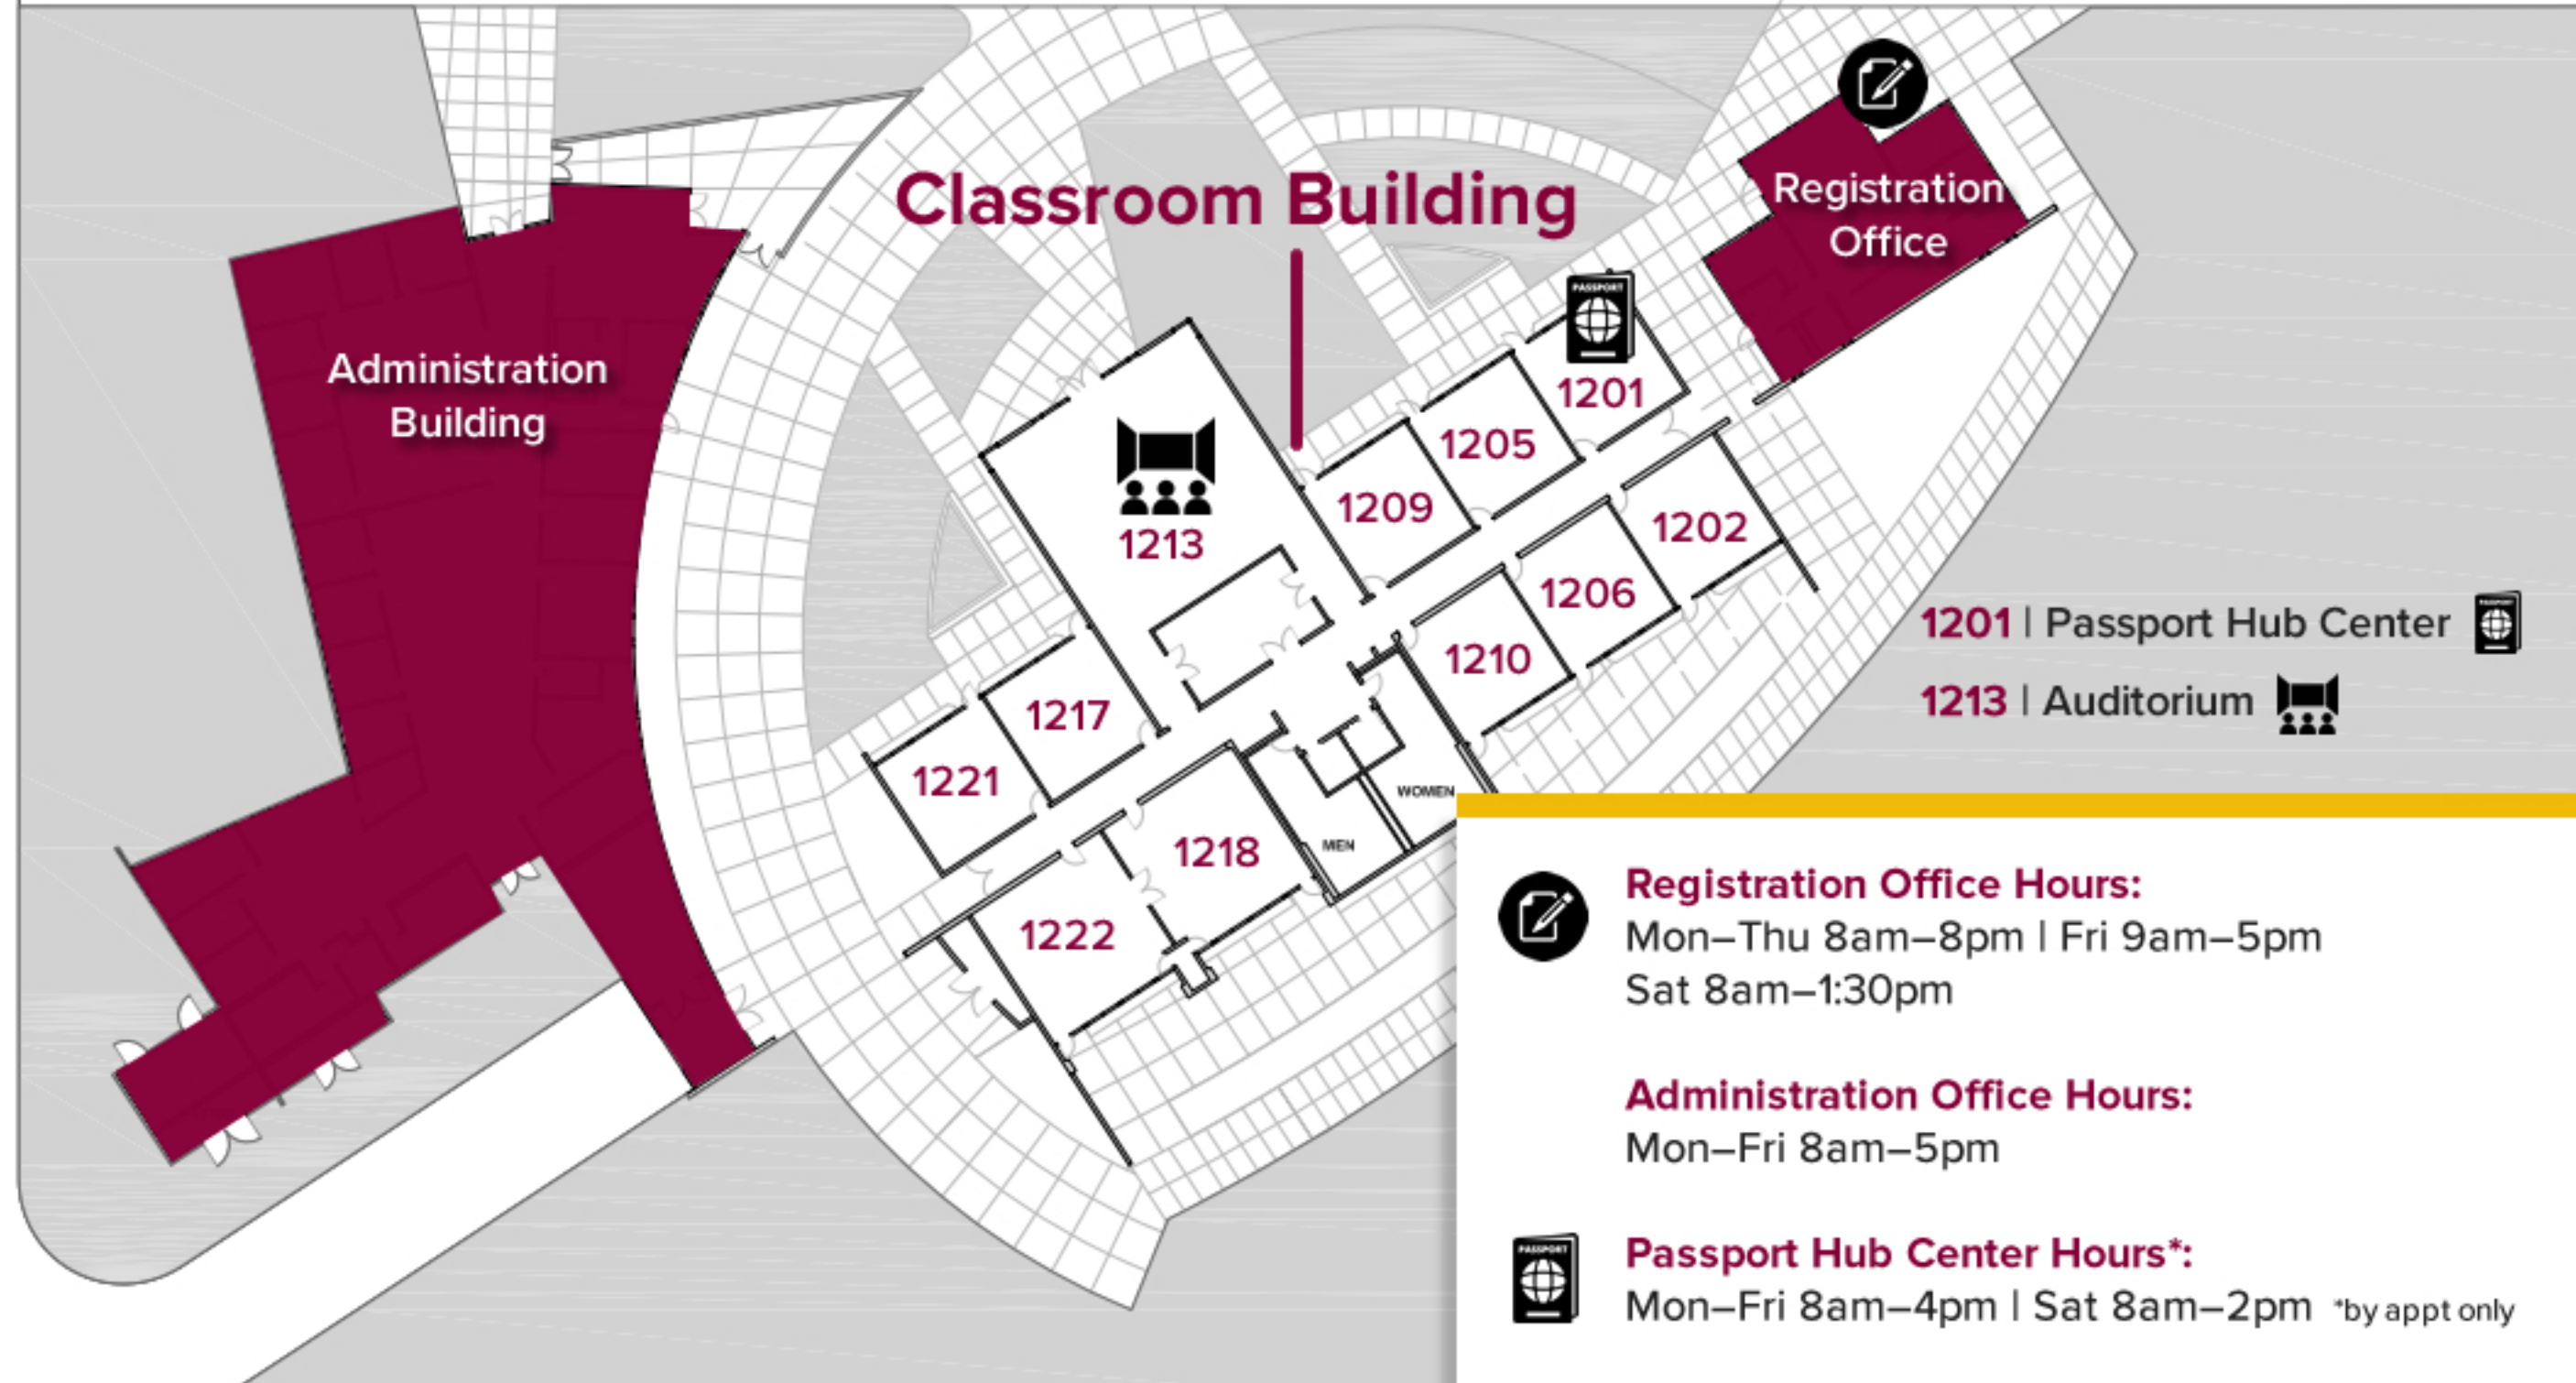 Classroom Building
Registration
Office
Administration
Building
PASSPORT
1201
1205
1209
1213
1202
1206
1210
1217
1221
1218
1222
WOMEN
MEN
1201 | Passport Hub Center
PASSPORT
1213 | Auditorium
Registration Office Hours:
Mon–Thu 8am–8pm | Fri 9am–5pm
Sat 8am–1:30pm
Administration Office Hours:
Mon–Fri 8am–5pm
PASSPORT
Passport Hub Center Hours*:
Mon–Fri 8am–4pm | Sat 8am–2pm *by appt only